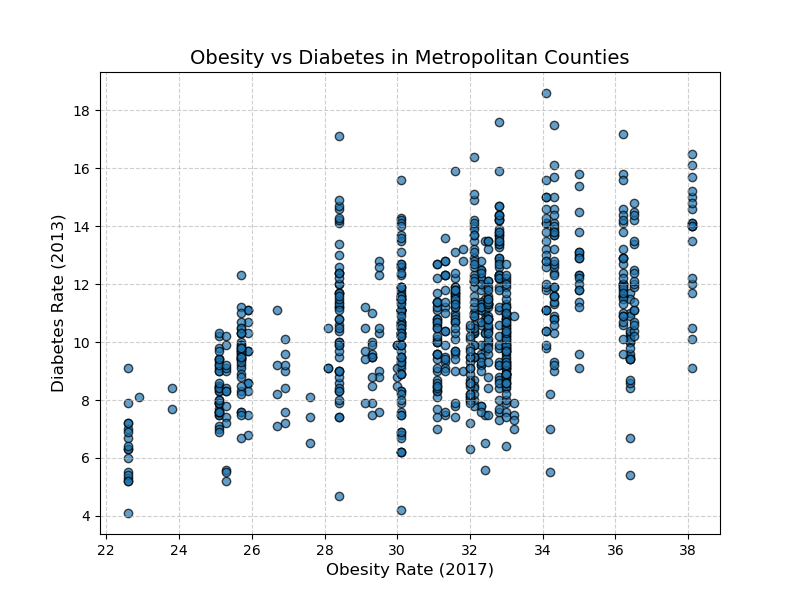 Obesity vs Diabetes in Metropolitan Counties
Diabetes Rate (2013)
18
16
14
12
10
8
6
4
22 24 26 28 30 32 34 36 38
Obesity Rate (2017)